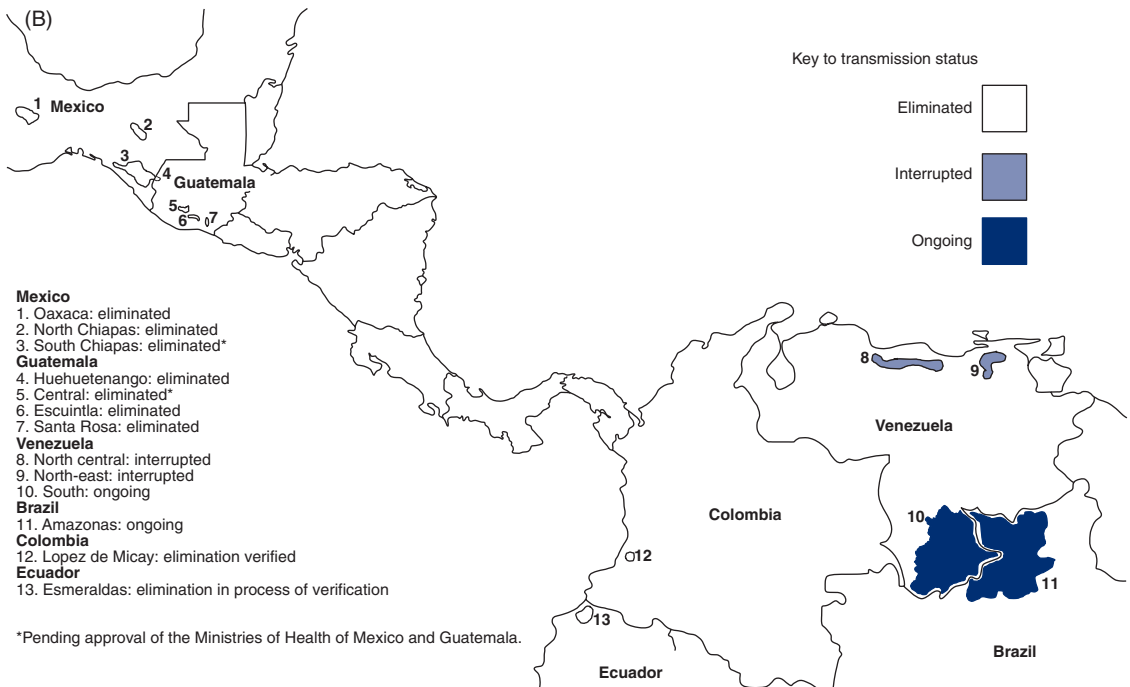 (B)
Key to transmission status
Eliminated
Interrupted
Ongoing
1
Mexico
2
3
4
Guatemala
5
6
7
Mexico
1. Oaxaca: eliminated
2. North Chiapas: eliminated
3. South Chiapas: eliminated*
Guatemala
4. Huehuetenango: eliminated
5. Central: eliminated*
6. Escuintla: eliminated
7. Santa Rosa: eliminated
Venezuela
8. North central: interrupted
9. North-east: interrupted
10. South: ongoing
Brazil
11. Amazonas: ongoing
Colombia
12. Lopez de Micay: elimination verified
Ecuador
13. Esmeraldas: elimination in process of verification
*Pending approval of the Ministries of Health of Mexico and Guatemala.
8
9
Venezuela
10
Colombia
12
11
13
Brazil
Ecuador